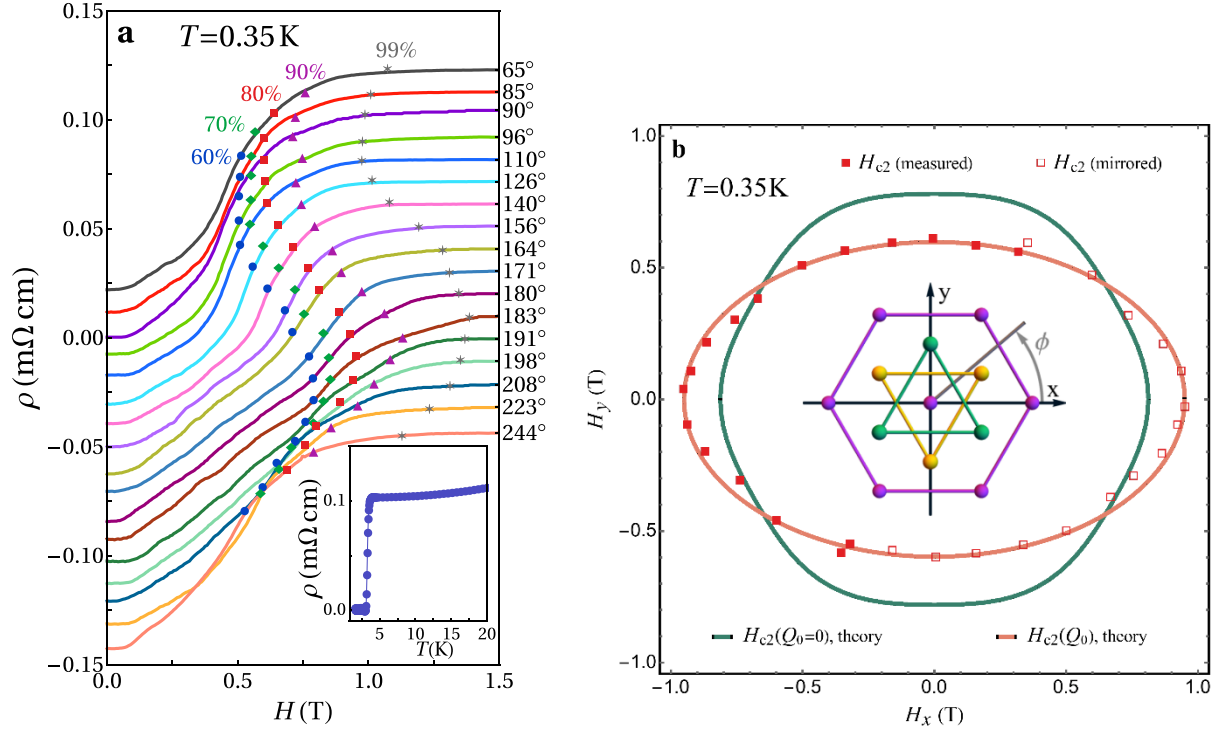 a
T=0.35 K
60%
70%
80%
90%
99%
65°
85°
90°
96°
110°
126°
140°
156°
164°
171°
180°
183°
191°
198°
208°
223°
244°
0.15
0.10
0.05
0.00
−0.05
−0.10
−0.15
ρ (mΩ cm)
0.0
0.5
1.0
1.5
H (T)
ρ (mΩ cm)
0.1
0.0
5
10
15
20
T(K)
b
Hc2 (measured)
Hc2 (mirrored)
T=0.35K
y
x
ϕ
Hc2(Q0=0), theory
Hc2(Q0), theory
1.0
0.5
0.0
−0.5
−1.0
Hy (T)
−1.0
−0.5
0.0
0.5
1.0
Hx (T)